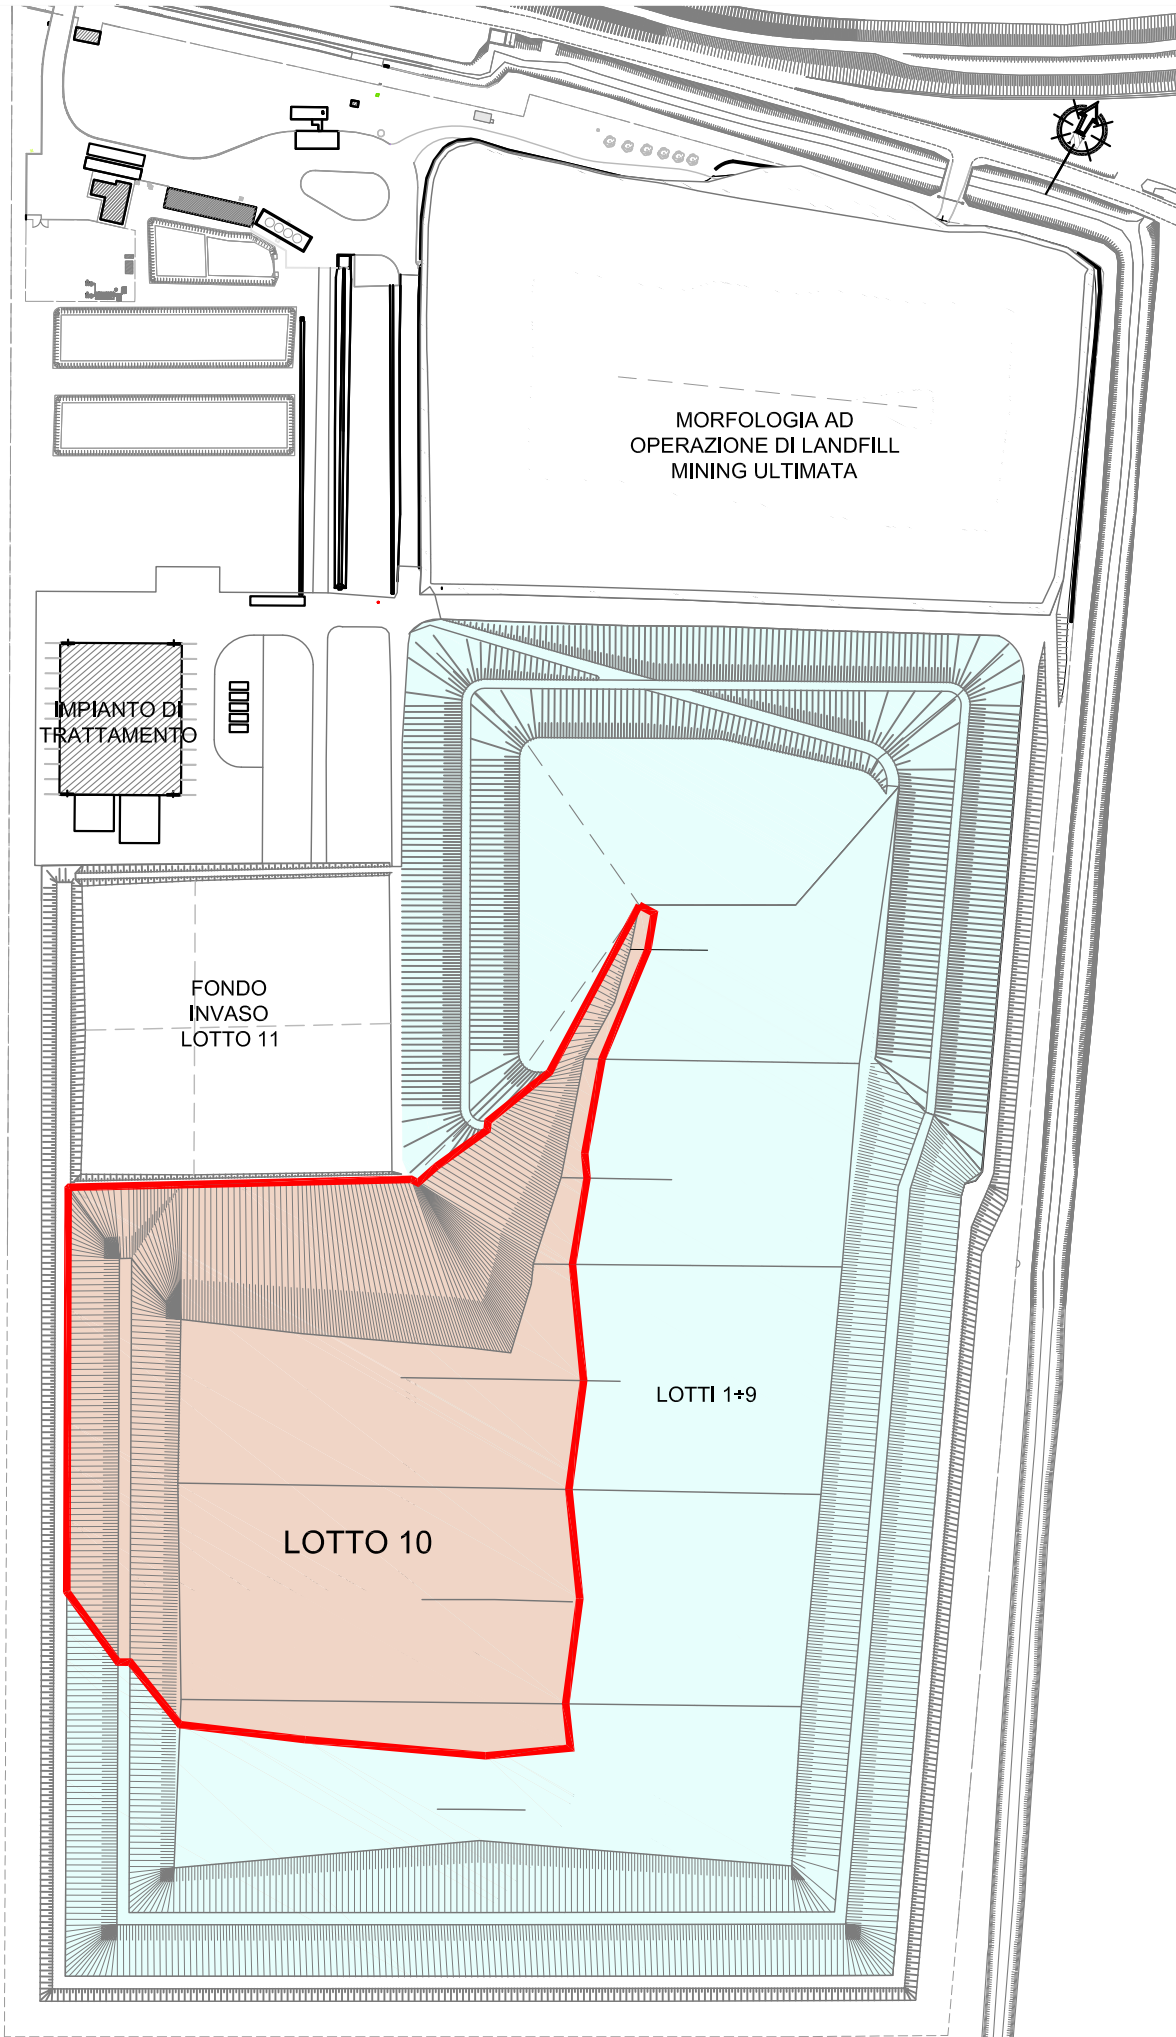 MORFOLOGIA AD
OPERAZIONE DI LANDFILL
MINING ULTIMATA
IMPIANTO DI
TRATTAMENTO
FONDO
INVASO
LOTTO 11
LOTTI 1÷9
LOTTO 10